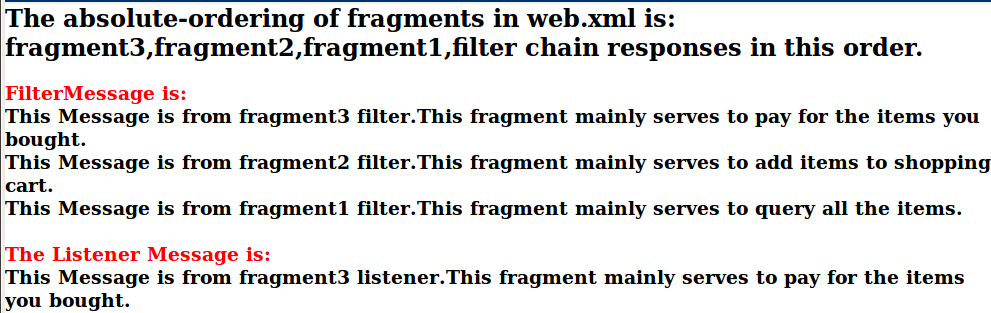 The absolute-ordering of fragments in web.xml is:
fragment3,fragment2,fragment1,filter chain responses in this order.
FilterMessage is:
This Message is from fragment3 filter.This fragment mainly serves to pay for the items you
bought.
This Message is from fragment2 filter.This fragment mainly serves to add items to shopping
cart.
This Message is from fragment1 filter.This fragment mainly serves to query all the items.
The Listener Message is:
This Message is from fragment3 listener.This fragment mainly serves to pay for the items
you bought.